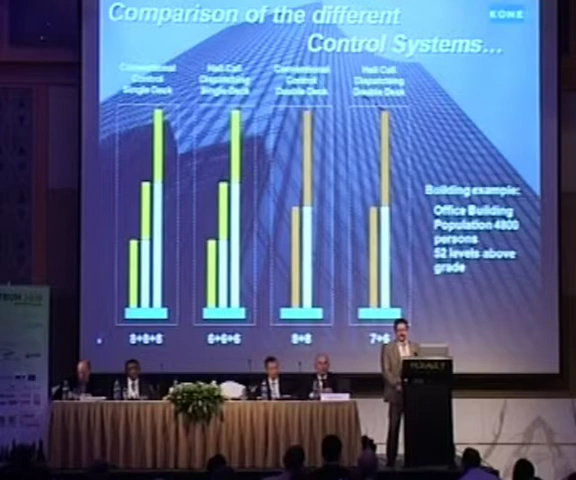 Comparison of the different
Control Systems...
KONE
Conventional
Control
Single Deck
Hall Call
Dispatching
Single Deck
Conventional
Control
Double Deck
Hall Call
Dispatching
Double Deck
Building example:
Office Building
Population 4800
persons
52 levels above
grade
8+8+8
6+6+6
8+8
7+6